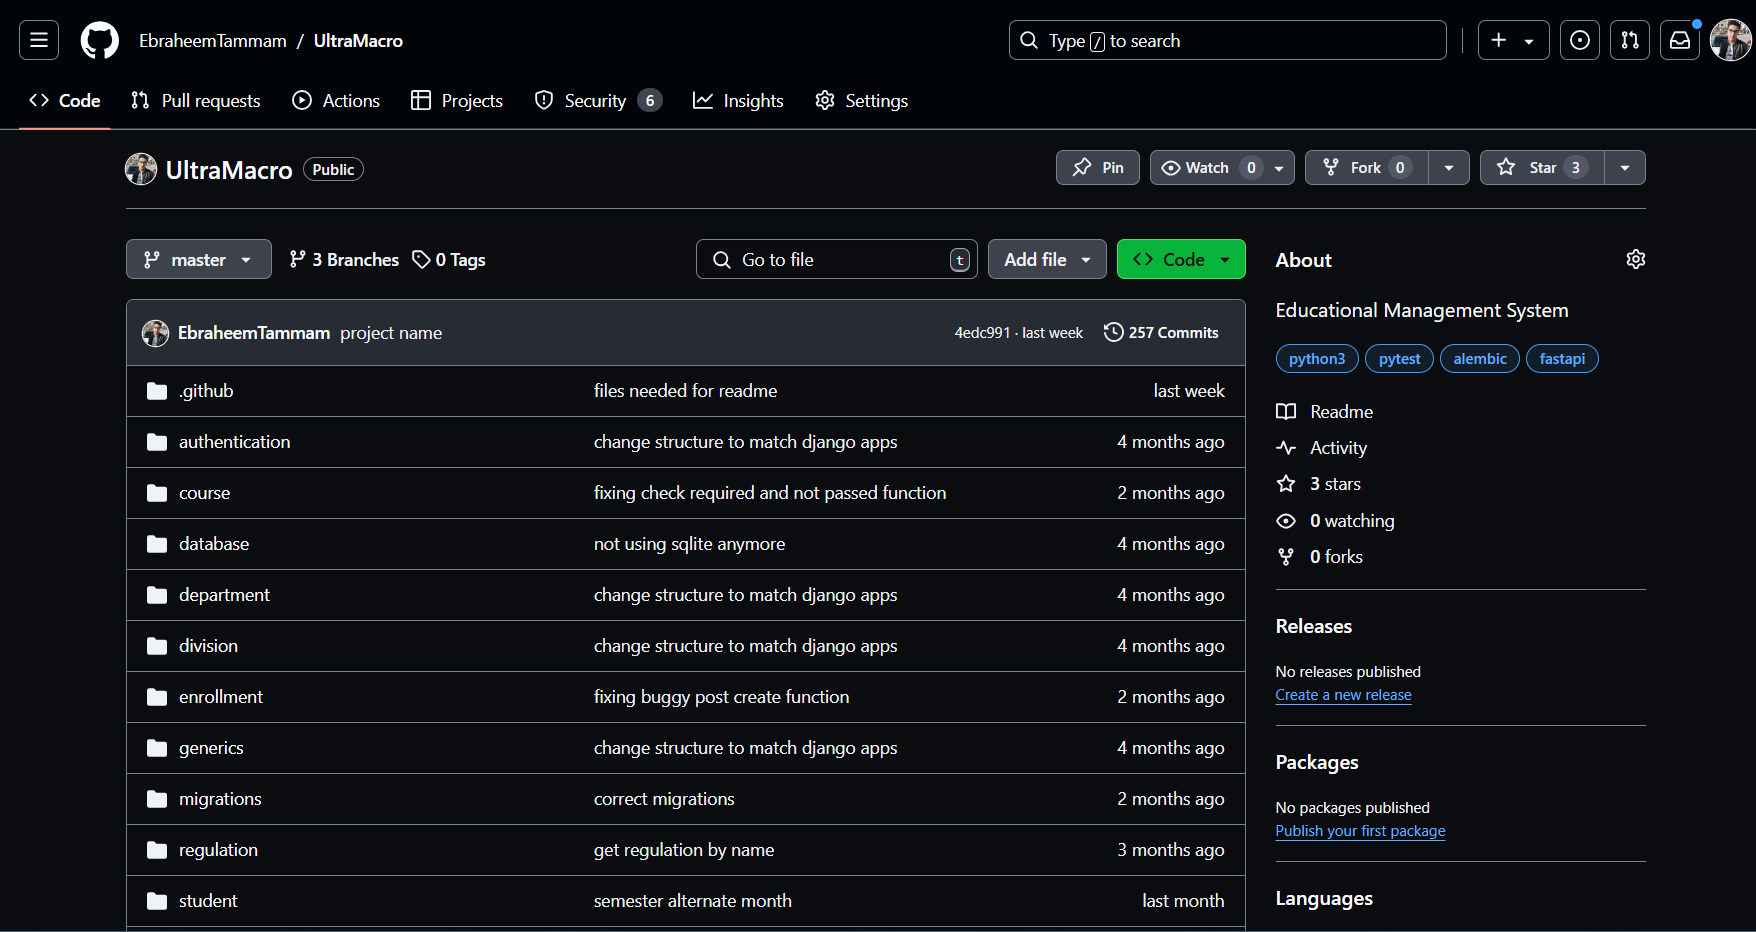 EbraheemTammam / UltraMacro
Type / to search
Code Pull requests Actions Projects Security 6 Insights Settings
UltraMacro Public
Pin Watch 0 Fork 0 Star 3
master 3 Branches 0 Tags
Go to file t Add file Code
EbraheemTammam project name 4edc991 · last week 257 Commits
.github files needed for readme last week
authentication change structure to match django apps 4 months ago
course fixing check required and not passed function 2 months ago
database not using sqlite anymore 4 months ago
department change structure to match django apps 4 months ago
division change structure to match django apps 4 months ago
enrollment fixing buggy post create function 2 months ago
generics change structure to match django apps 4 months ago
migrations correct migrations 2 months ago
regulation get regulation by name 3 months ago
student semester alternate month last month
About
Educational Management System
python3 pytest alembic fastapi
Readme
Activity
3 stars
0 watching
0 forks
Releases
No releases published
Create a new release
Packages
No packages published
Publish your first package
Languages